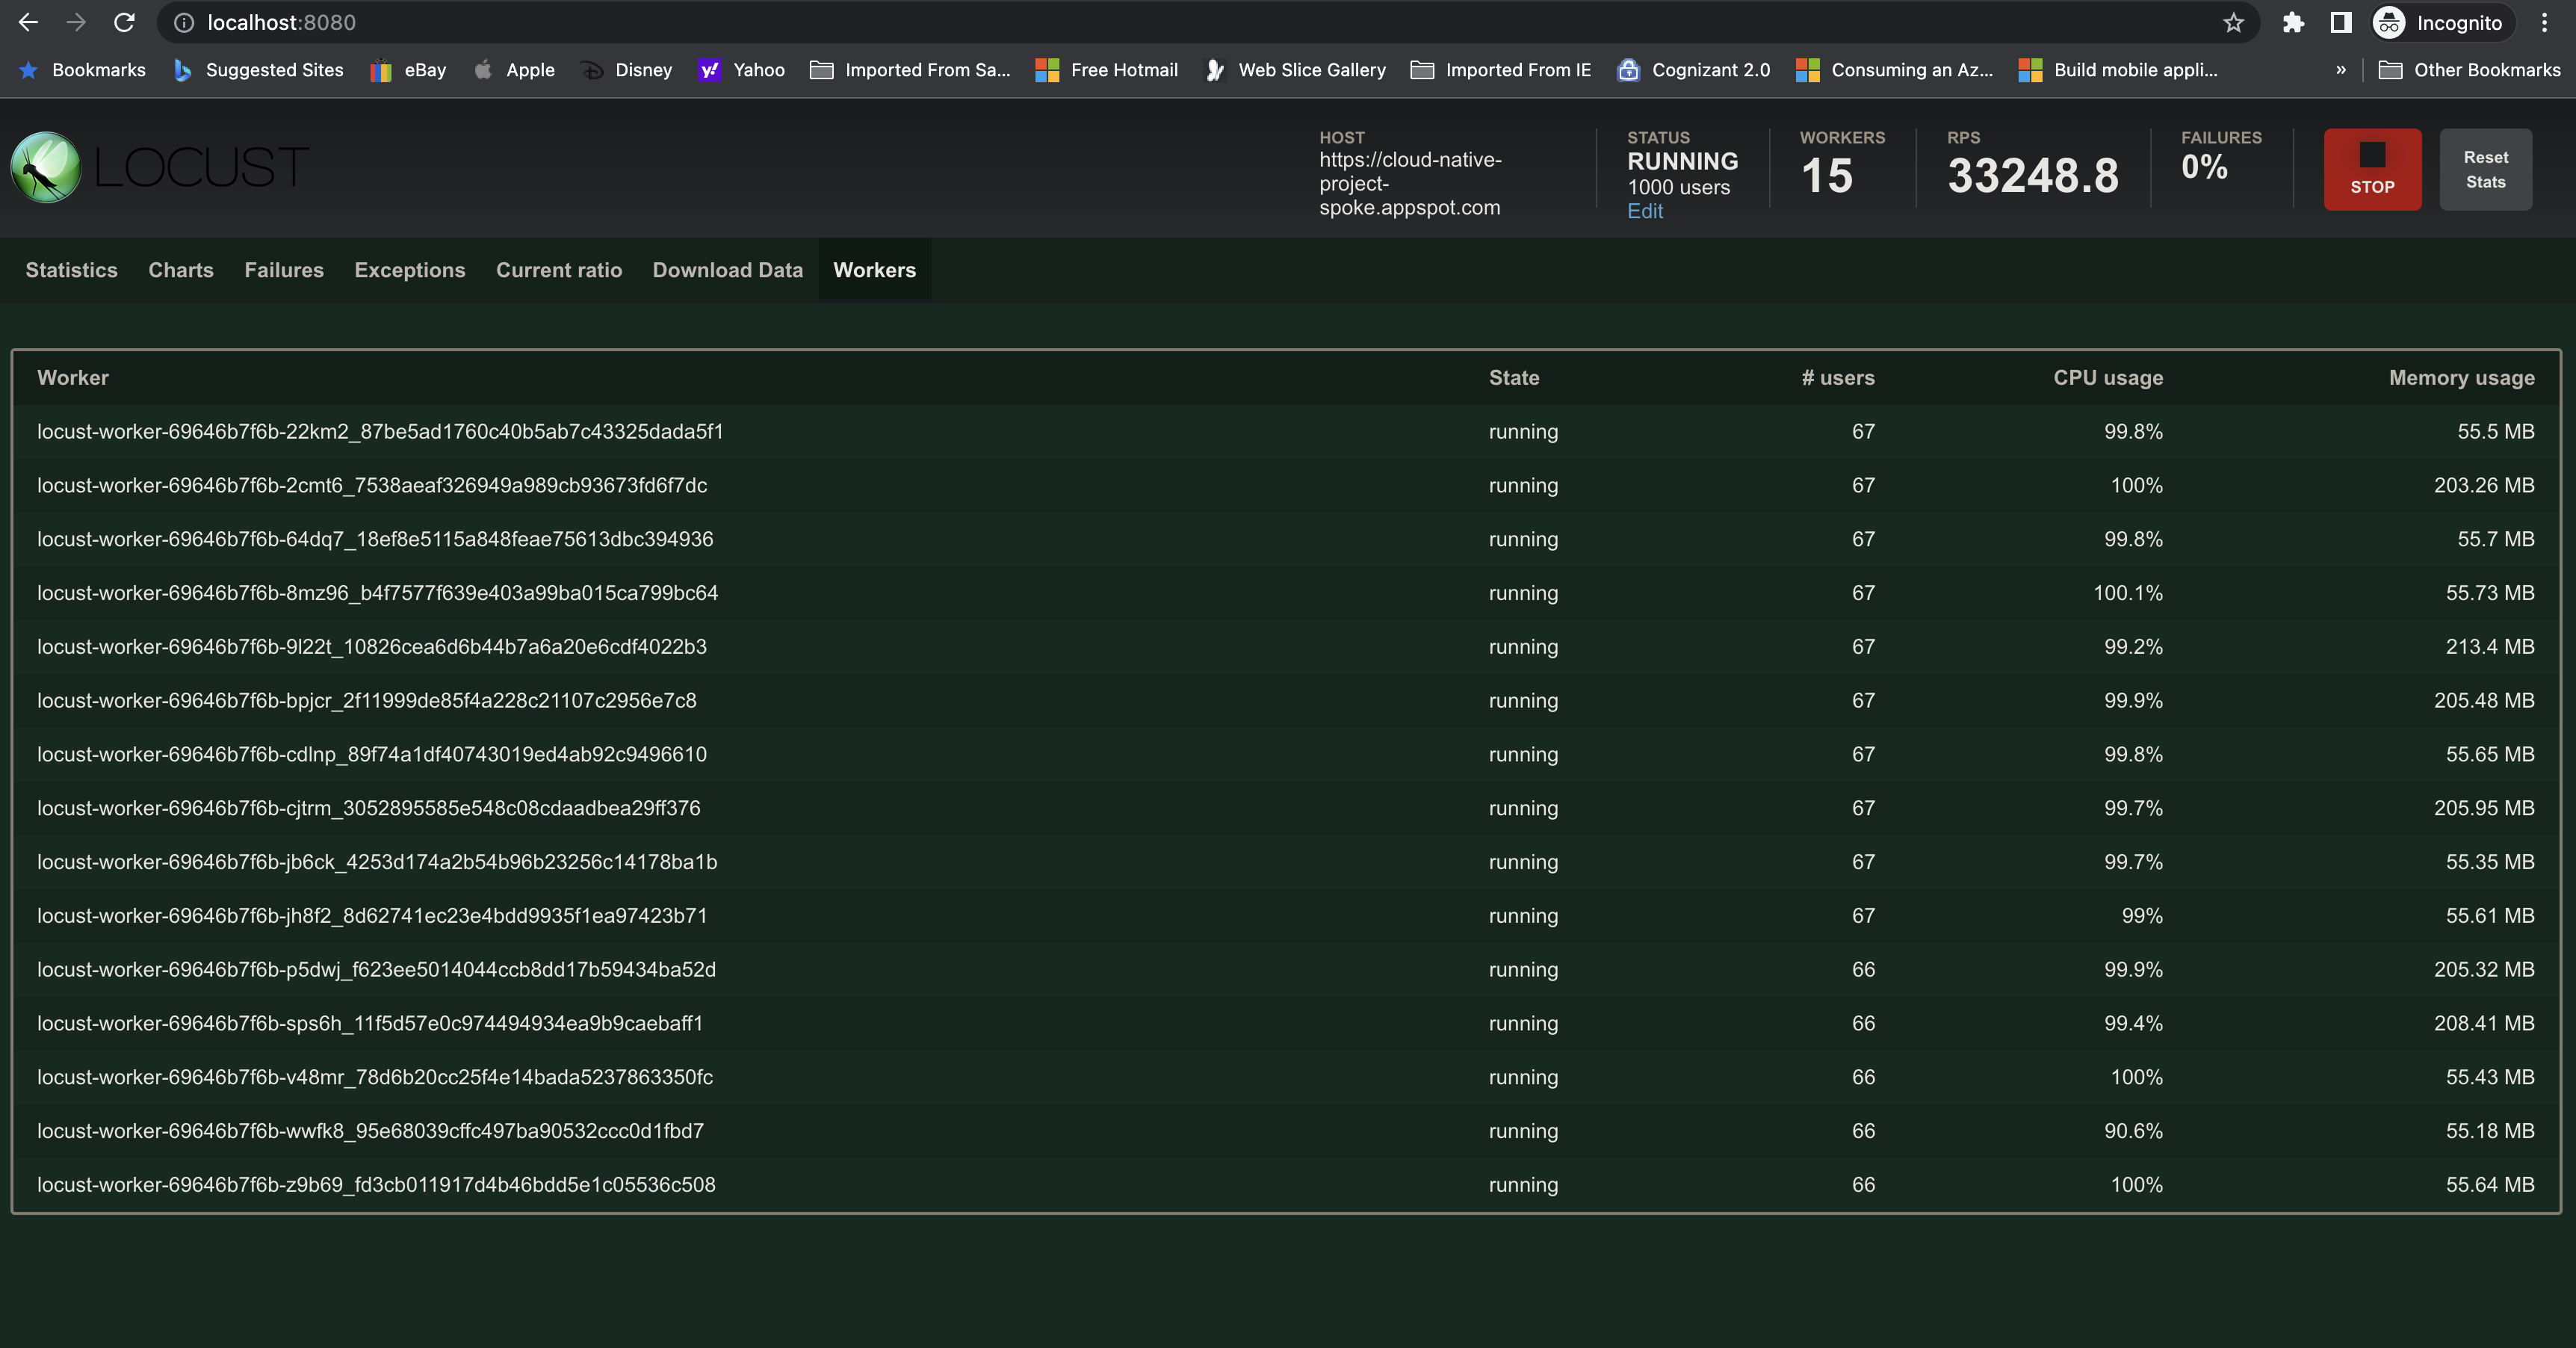 localhost:8080
Incognito
Bookmarks Suggested Sites eBay Apple Disney Yahoo Imported From Sa... Free Hotmail Web Slice Gallery Imported From IE Cognizant 2.0 Consuming an Az... Build mobile appli... » Other Bookmarks
LOCUST
HOST
https://cloud-native-
project-
spoke.appspot.com
STATUS
RUNNING
1000 users
Edit
WORKERS
15
RPS
33248.8
FAILURES
0%
STOP
Reset
Stats
Statistics Charts Failures Exceptions Current ratio Download Data Workers
Worker State # users CPU usage Memory usage
locust-worker-69646b7f6b-22km2_87be5ad1760c40b5ab7c43325dada5f1 running 67 99.8% 55.5 MB
locust-worker-69646b7f6b-2cmt6_7538aeaf326949a989cb93673fd6f7dc running 67 100% 203.26 MB
locust-worker-69646b7f6b-64dq7_18ef8e5115a848feae75613dbc394936 running 67 99.8% 55.7 MB
locust-worker-69646b7f6b-8mz96_b4f7577f639e403a99ba015ca799bc64 running 67 100.1% 55.73 MB
locust-worker-69646b7f6b-9l22t_10826cea6d6b44b7a6a20e6cdf4022b3 running 67 99.2% 213.4 MB
locust-worker-69646b7f6b-bpjcr_2f11999de85f4a228c21107c2956e7c8 running 67 99.9% 205.48 MB
locust-worker-69646b7f6b-cdlnp_89f74a1df40743019ed4ab92c9496610 running 67 99.8% 55.65 MB
locust-worker-69646b7f6b-cjtrm_3052895585e548c08cdaadbea29ff376 running 67 99.7% 205.95 MB
locust-worker-69646b7f6b-jb6ck_4253d174a2b54b96b23256c14178ba1b running 67 99.7% 55.35 MB
locust-worker-69646b7f6b-jh8f2_8d62741ec23e4bdd9935f1ea97423b71 running 67 99% 55.61 MB
locust-worker-69646b7f6b-p5dwj_f623ee5014044ccb8dd17b59434ba52d running 66 99.9% 205.32 MB
locust-worker-69646b7f6b-sps6h_11f5d57e0c974494934ea9b9caebaff1 running 66 99.4% 208.41 MB
locust-worker-69646b7f6b-v48mr_78d6b20cc25f4e14bada5237863350fc running 66 100% 55.43 MB
locust-worker-69646b7f6b-wwfk8_95e68039cffc497ba90532ccc0d1fbd7 running 66 90.6% 55.18 MB
locust-worker-69646b7f6b-z9b69_fd3cb011917d4b46bdd5e1c05536c508 running 66 100% 55.64 MB